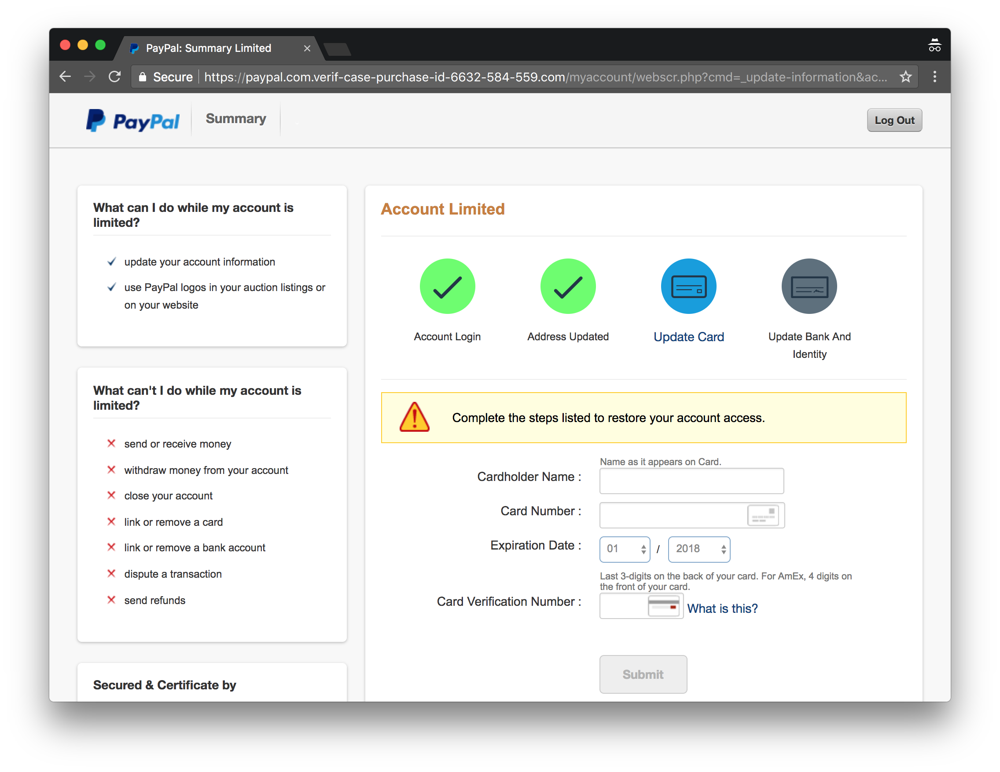 PayPal: Summary Limited
Secure
https://paypal.com.verif-case-purchase-id-6632-584-559.com/myaccount/webscr.php?cmd=_update-information&ac...
PayPal
Summary
Log Out
What can I do while my account is
limited?
update your account information
use PayPal logos in your auction listings or
on your website
What can't I do while my account is
limited?
send or receive money
withdraw money from your account
close your account
link or remove a card
link or remove a bank account
dispute a transaction
send refunds
Secured & Certificate by
Account Limited
Account Login
Address Updated
Update Card
Update Bank And
Identity
Complete the steps listed to restore your account access.
Name as it appears on Card.
Cardholder Name :
Card Number :
Expiration Date :
01 / 2018
Last 3-digits on the back of your card. For AmEx, 4 digits on
the front of your card.
Card Verification Number :
What is this?
Submit